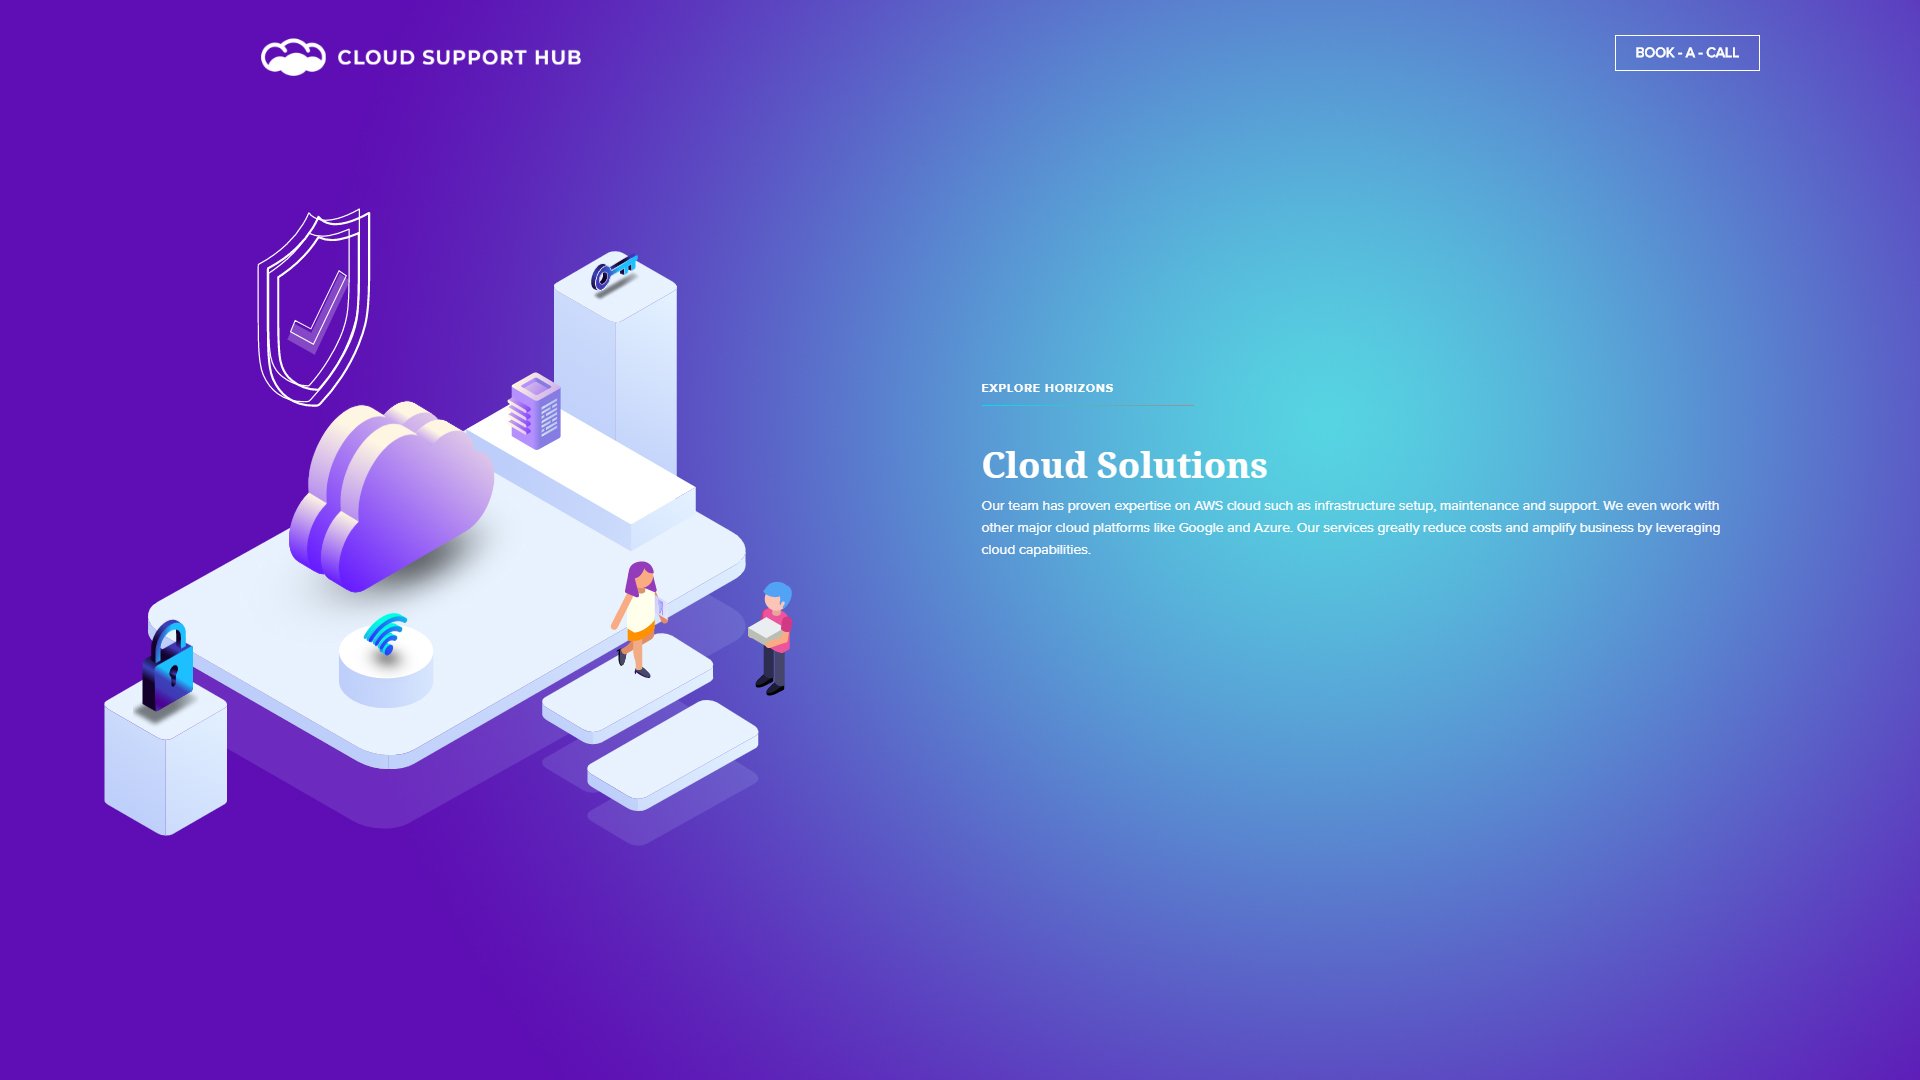 CLOUD SUPPORT HUB
BOOK - A - CALL
EXPLORE HORIZONS
Cloud Solutions
Our team has proven expertise on AWS cloud such as infrastructure setup, maintenance and support. We even work with
other major cloud platforms like Google and Azure. Our services greatly reduce costs and amplify business by leveraging
cloud capabilities.